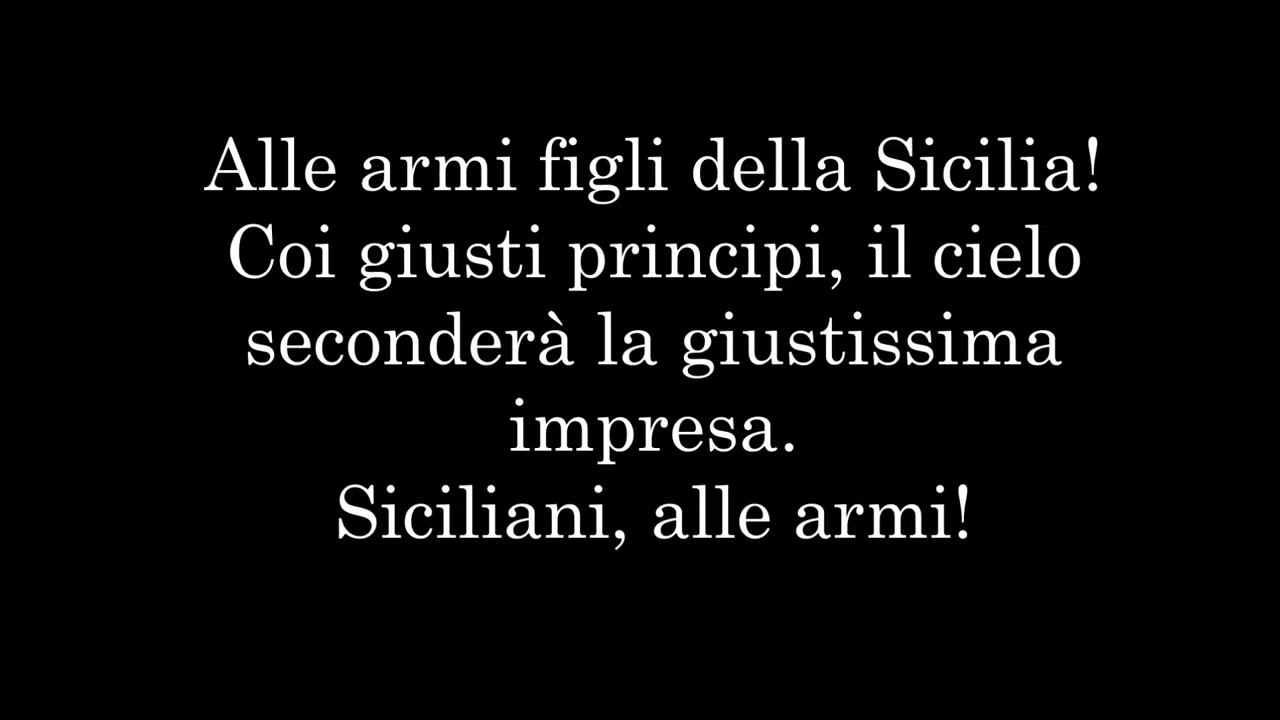 Alle armi figli della Sicilia!
Coi giusti principi, il cielo
seconderà la giustissima
impresa.
Siciliani, alle armi!